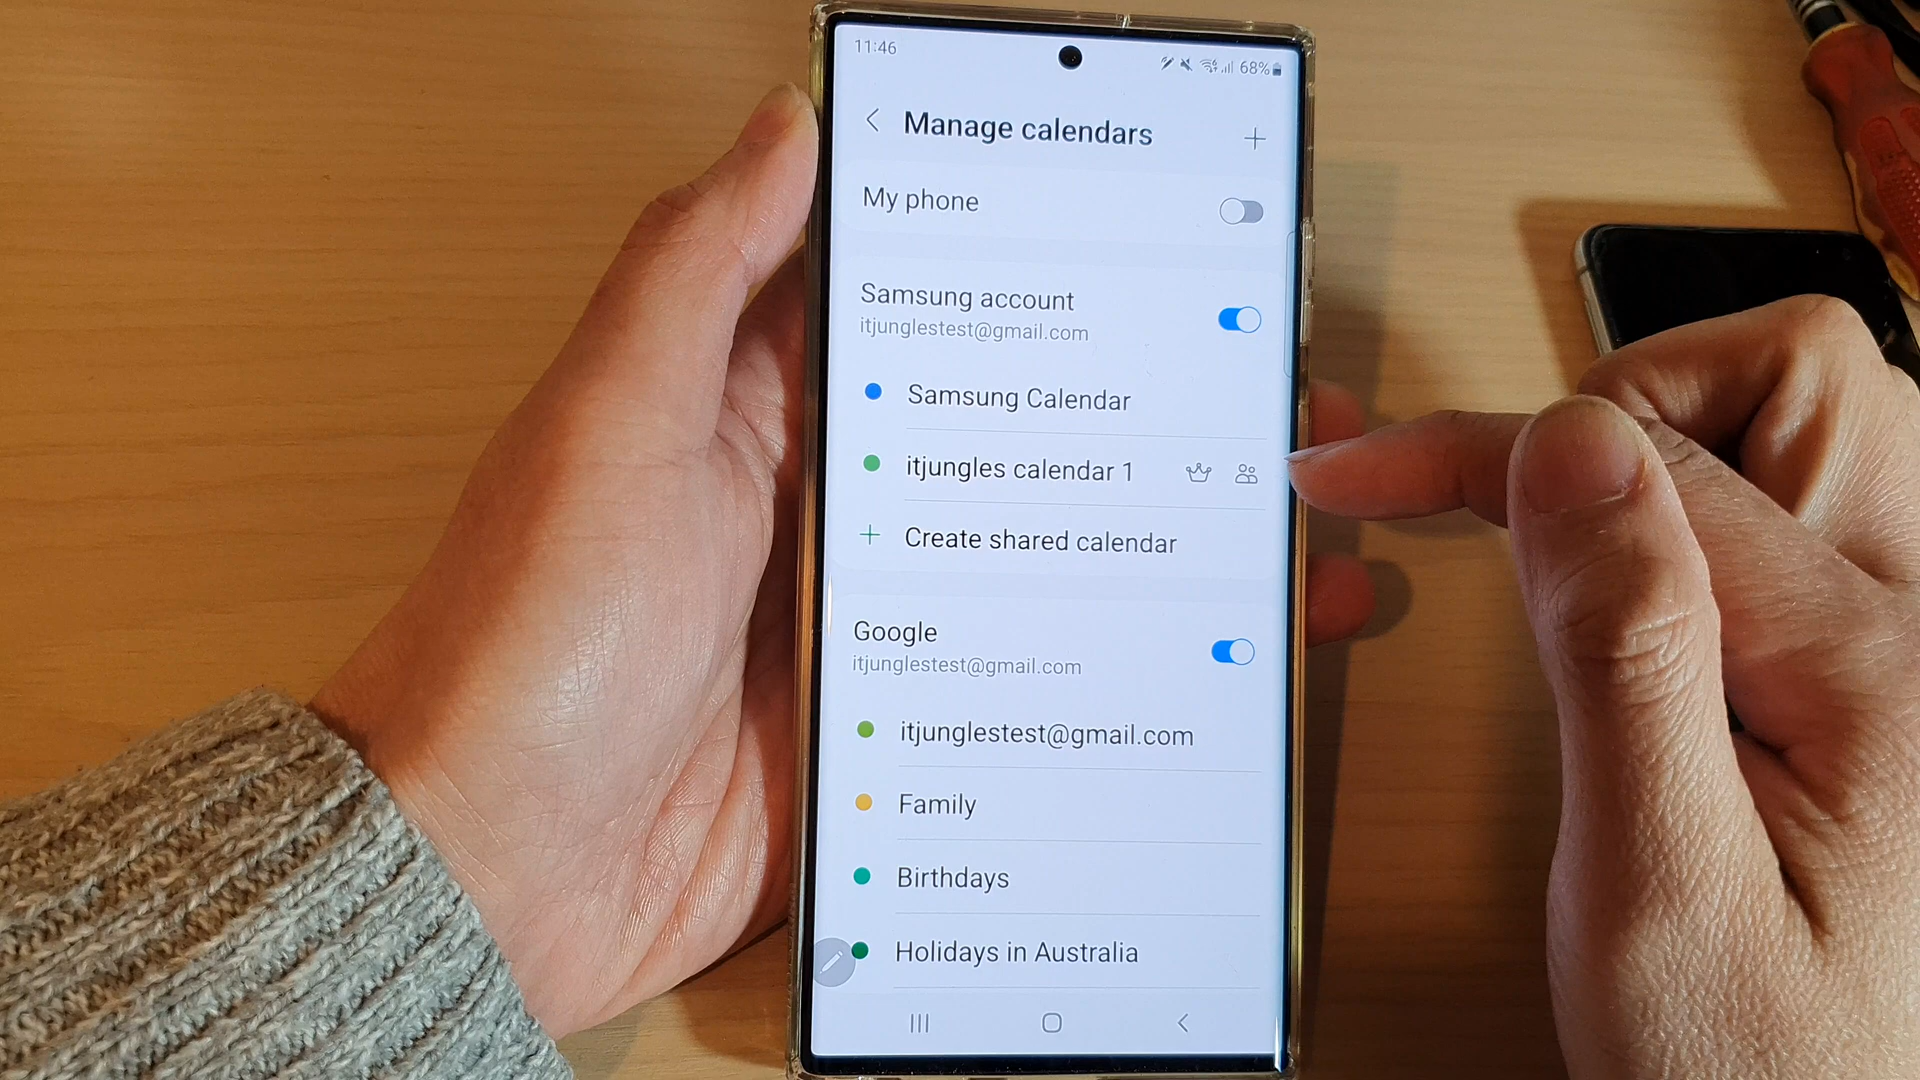 11:46
68%
Manage calendars
My phone
Samsung account
itjunglestest@gmail.com
Samsung Calendar
itjungles calendar 1
Create shared calendar
Google
itjunglestest@gmail.com
itjunglestest@gmail.com
Family
Birthdays
Holidays in Australia